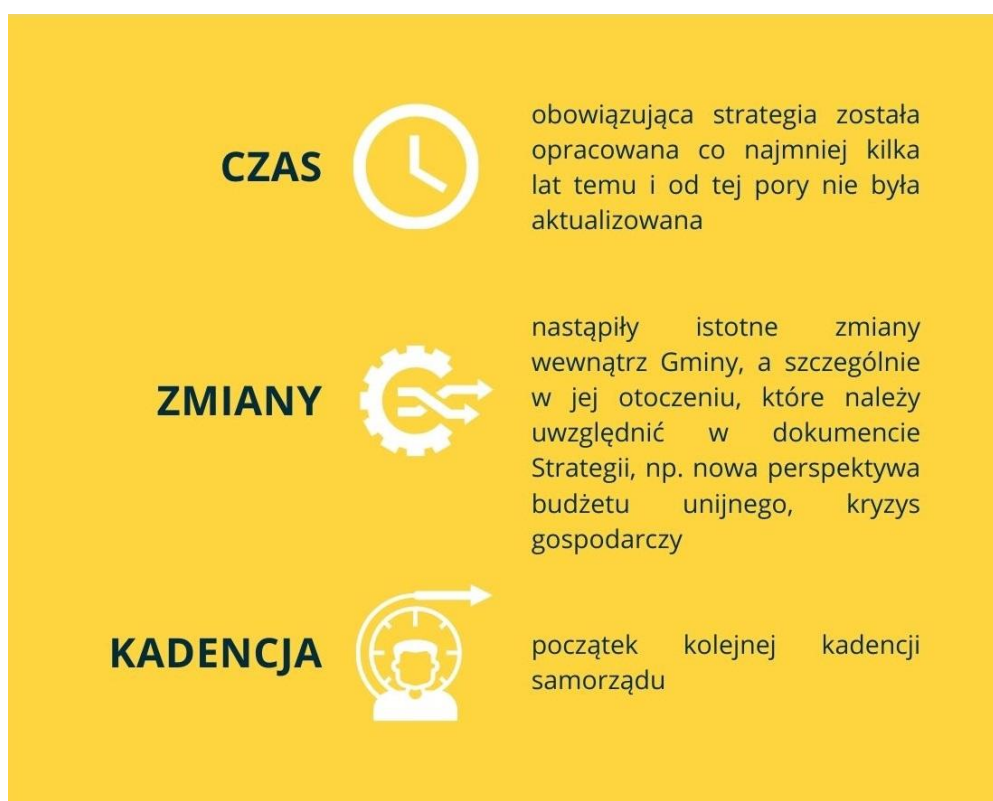 CZAS
obowiązująca strategia została
opracowana co najmniej kilka
lat temu i od tej pory nie była
aktualizowana
ZMIANY
nastąpiły istotne zmiany
wewnątrz Gminy, a szczególnie
w jej otoczeniu, które należy
uwzględnić w dokumencie
Strategii, np. nowa perspektywa
budżetu unijnego, kryzys
gospodarczy
KADENCJA
początek kolejnej kadencji
samorządu